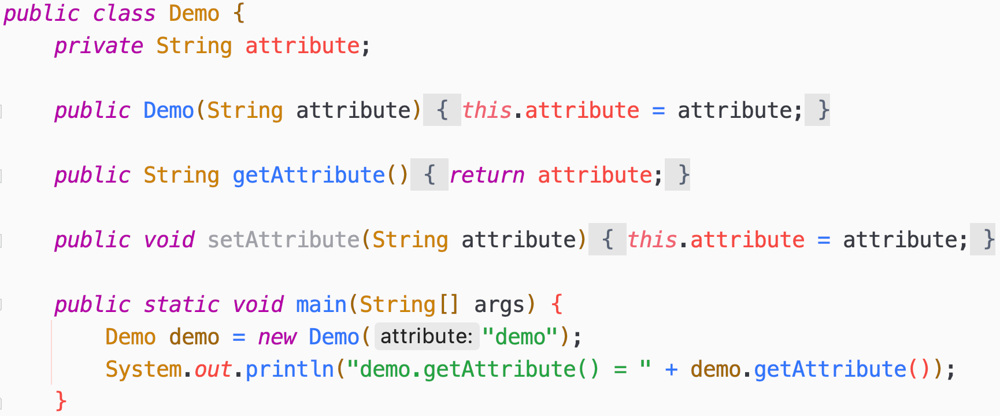 public class Demo {
private String attribute;
public Demo(String attribute) { this.attribute = attribute; }
public String getAttribute() { return attribute; }
public void setAttribute(String attribute) { this.attribute = attribute; }
public static void main(String[] args) {
Demo demo = new Demo( attribute: "demo");
System.out.println("demo.getAttribute() = " + demo.getAttribute());
}